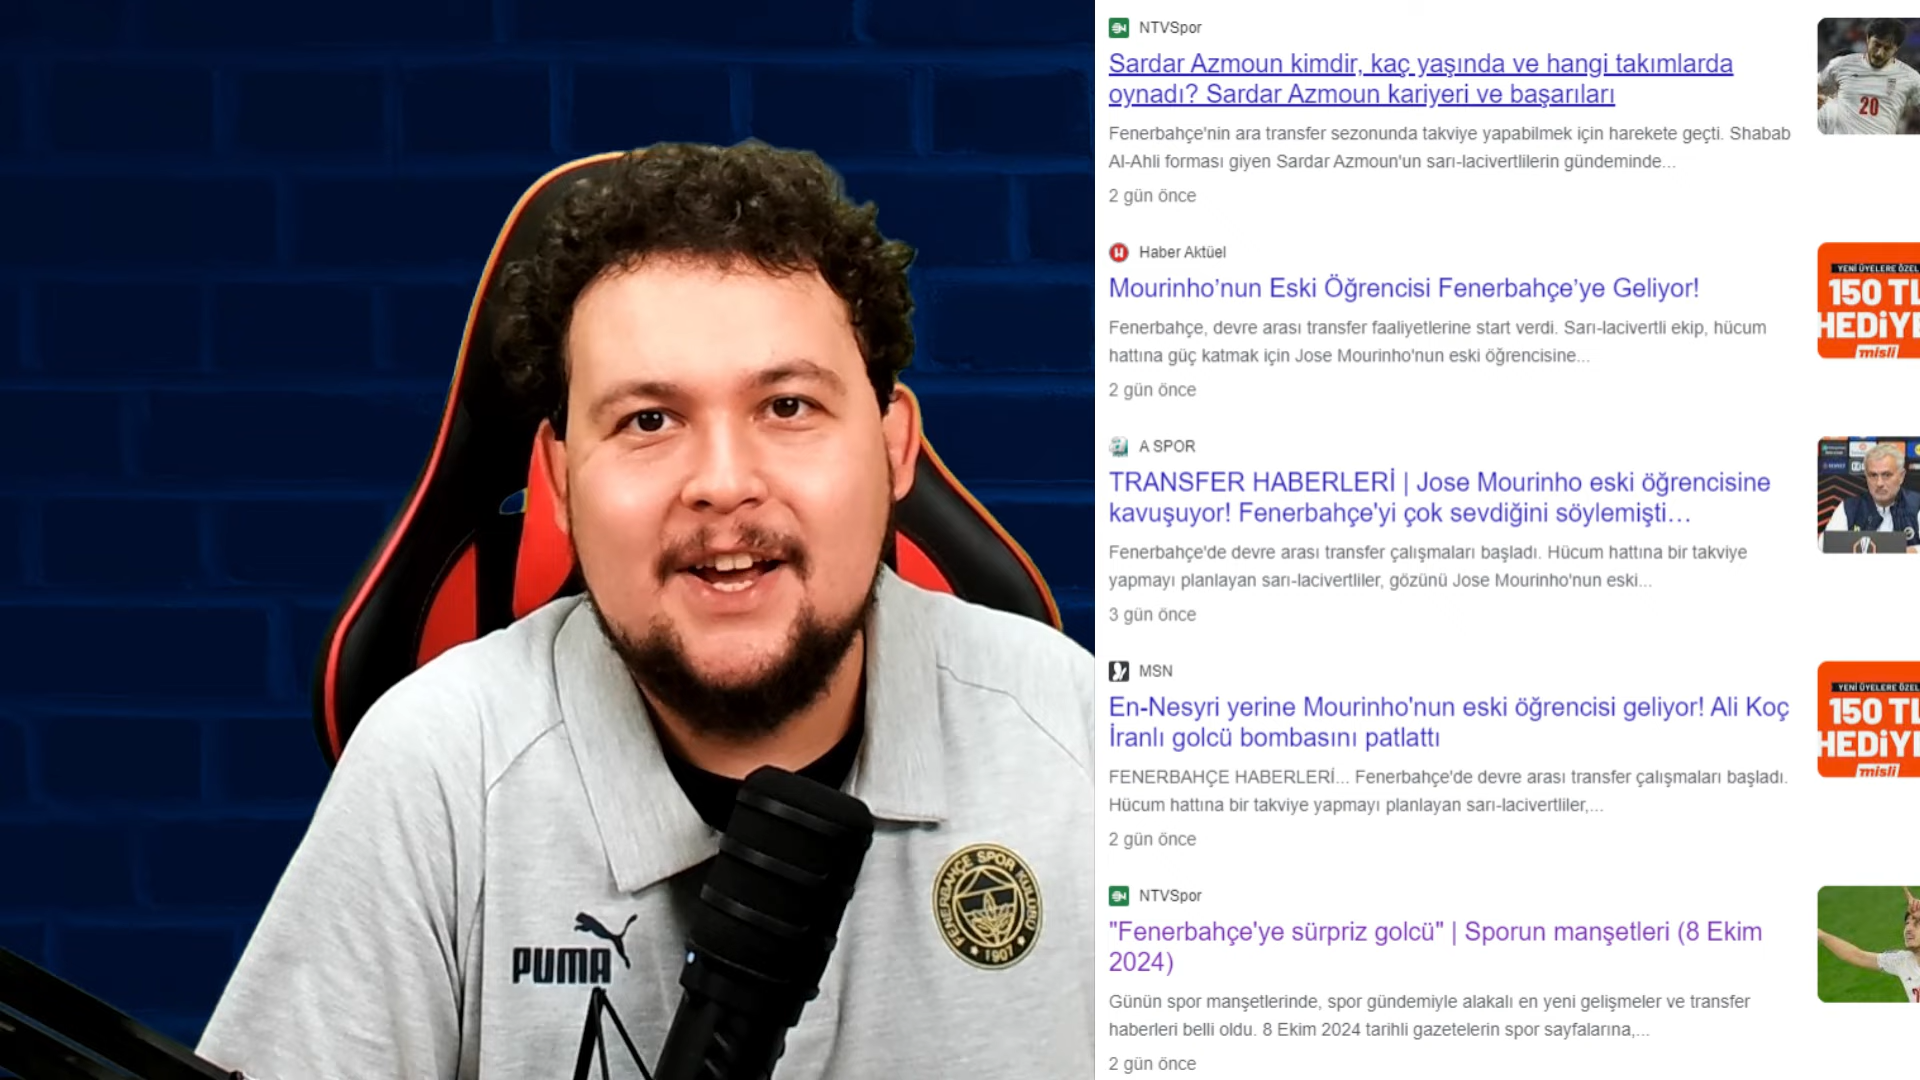 NTVSpor
Sardar Azmoun kimdir, kaç yaşında ve hangi takımlarda
oynadı? Sardar Azmoun kariyeri ve başarıları
Fenerbahçe'nin ara transfer sezonunda takviye yapabilmek için harekete geçti. Shabab
Al-Ahli forması giyen Sardar Azmoun'un sarı-lacivertlilerin gündeminde...
2 gün önce
20
Haber Aktüel
Mourinho’nun Eski Öğrencisi Fenerbahçe’ye Geliyor!
Fenerbahçe, devre arası transfer faaliyetlerine start verdi. Sarı-lacivertli ekip, hücum
hattına güç katmak için Jose Mourinho'nun eski öğrencisine...
2 gün önce
YENİ ÜYELERE ÖZEL
150 TL
HEDİYE
misli
A SPOR
TRANSFER HABERLERİ | Jose Mourinho eski öğrencisine
kavuşuyor! Fenerbahçe'yi çok sevdiğini söylemişti…
Fenerbahçe'de devre arası transfer çalışmaları başladı. Hücum hattına bir takviye
yapmayı planlayan sarı-lacivertliler, gözünü Jose Mourinho'nun eski...
3 gün önce
MSN
En-Nesyri yerine Mourinho'nun eski öğrencisi geliyor! Ali Koç
İranlı golcü bombasını patlattı
FENERBAHÇE HABERLERİ... Fenerbahçe'de devre arası transfer çalışmaları başladı.
Hücum hattına bir takviye yapmayı planlayan sarı-lacivertliler,...
2 gün önce
YENİ ÜYELERE ÖZEL
150 TL
HEDİYE
misli
NTVSpor
"Fenerbahçe'ye sürpriz golcü" | Sporun manşetleri (8 Ekim
2024)
Günün spor manşetlerinde, spor gündemiyle alakalı en yeni gelişmeler ve transfer
haberleri belli oldu. 8 Ekim 2024 tarihli gazetelerin spor sayfalarına,...
2 gün önce
PUMA
FENERBAHÇE SPOR KULÜBÜ
1907